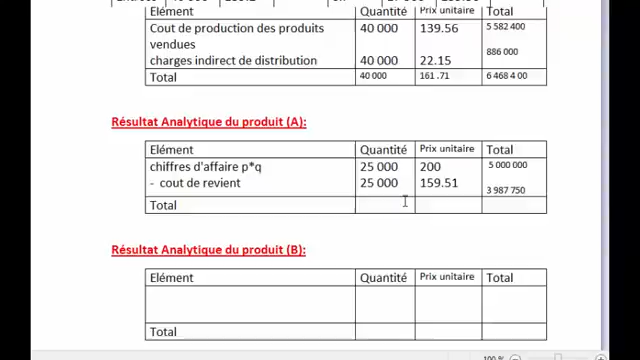 Elément Quantité Prix unitaire Total
Cout de production des produits 40 000 139.56 5 582 400
vendues
886 000
charges indirect de distribution 40 000 22.15
Total 40 000 161 .71 6 468 4 00
Résultat Analytique du produit (A):
Elément Quantité Prix unitaire Total
chiffres d'affaire p*q 25 000 200 5 000 000
- cout de revient 25 000 159.51
3 987 750
Total
Résultat Analytique du produit (B):
Elément Quantité Prix unitaire Total
Total
100 %